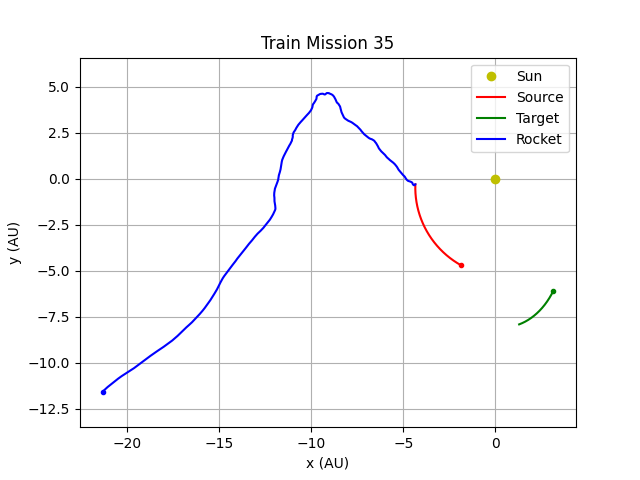 Train Mission 35
Sun
Source
Target
Rocket
5.0
2.5
0.0
−2.5
−5.0
−7.5
−10.0
−12.5
y (AU)
−20
−15
−10
−5
0
x (AU)